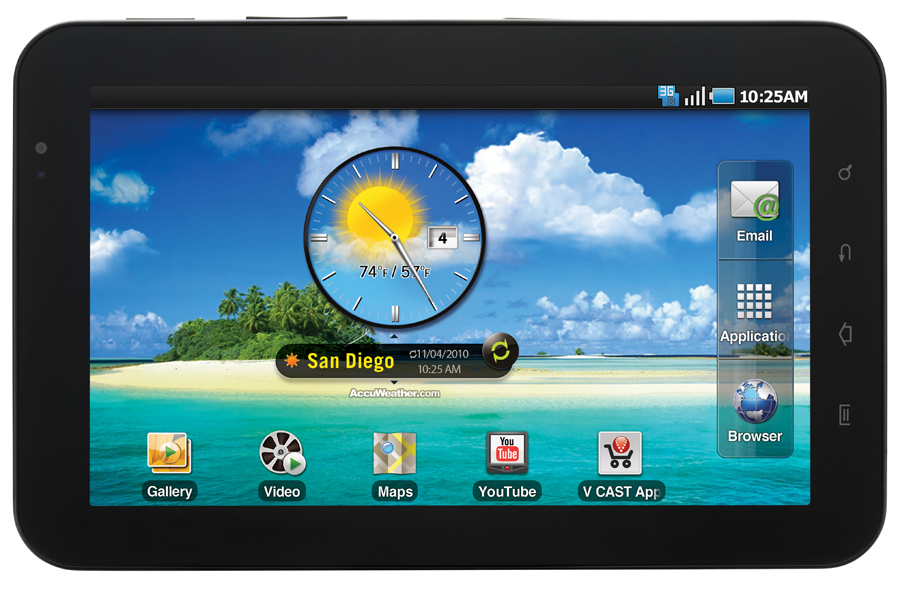 3G
10:25AM
4
74°F / 57°F
San Diego
11/04/2010
10:25 AM
AccuWeather.com
Email
Applicatio
Browser
You
Tube
Gallery
Video
Maps
YouTube
V CAST App